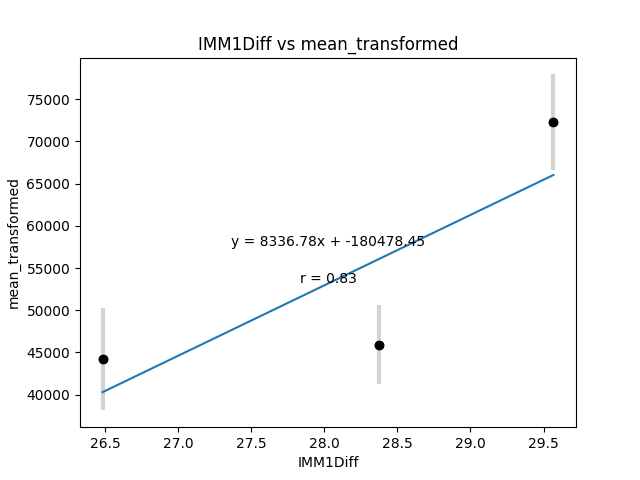 IMM1Diff vs mean_transformed
75000
70000
65000
60000
55000
50000
45000
40000
mean_transformed
y = 8336.78x + -180478.45
r = 0.83
26.5 27.0 27.5 28.0 28.5 29.0 29.5
IMM1Diff